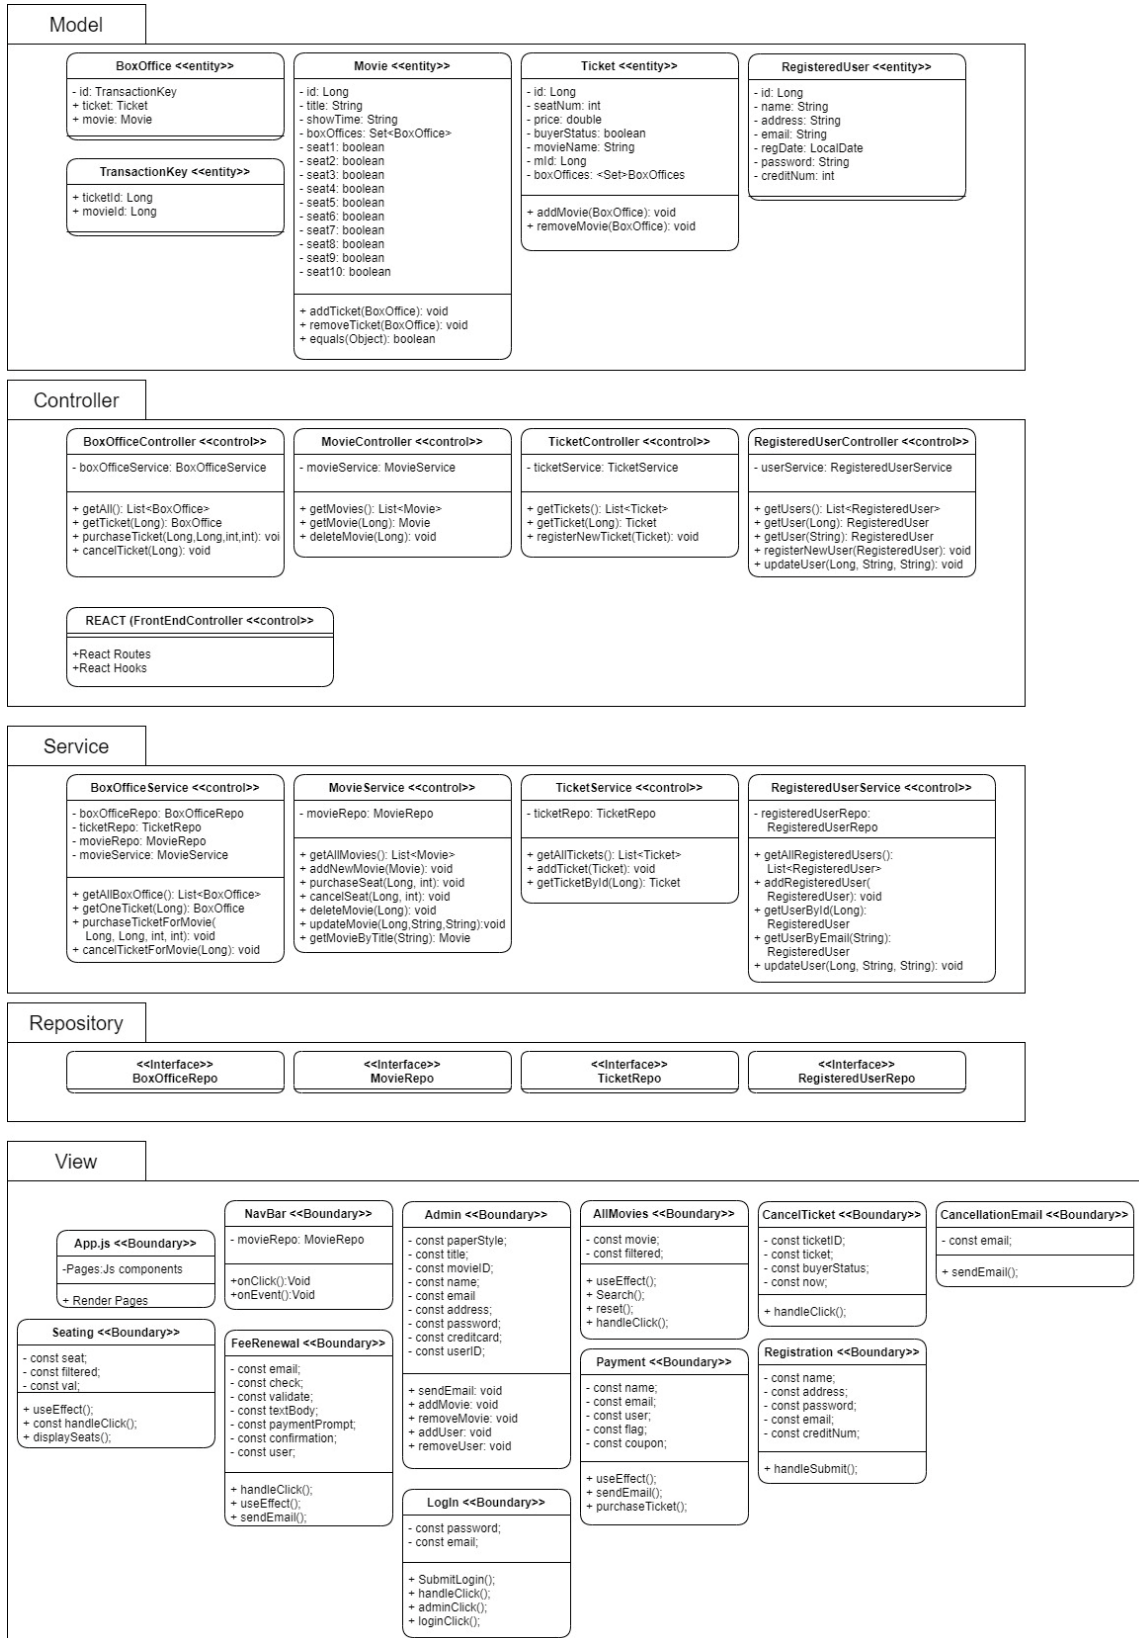 Model
BoxOffice <<entity>>
- id: TransactionKey
+ ticket: Ticket
+ movie: Movie
TransactionKey <<entity>>
+ ticketId: Long
+ movieId: Long
Movie <<entity>>
- id: Long
- title: String
- showTime: String
- boxOffices: Set<BoxOffice>
- seat1: boolean
- seat2: boolean
- seat3: boolean
- seat4: boolean
- seat5: boolean
- seat6: boolean
- seat7: boolean
- seat8: boolean
- seat9: boolean
- seat10: boolean
+ addTicket(BoxOffice): void
+ removeTicket(BoxOffice): void
+ equals(Object): boolean
Ticket <<entity>>
- id: Long
- seatNum: int
- price: double
- buyerStatus: boolean
- movieName: String
- mId: Long
- boxOffices: <Set>BoxOffices
+ addMovie(BoxOffice): void
+ removeMovie(BoxOffice): void
RegisteredUser <<entity>>
- id: Long
- name: String
- address: String
- email: String
- regDate: LocalDate
- password: String
- creditNum: int
Controller
BoxOfficeController <<control>>
- boxOfficeService: BoxOfficeService
+ getAll(): List<BoxOffice>
+ getTicket(Long): BoxOffice
+ purchaseTicket(Long,Long,int,int): voi
+ cancelTicket(Long): void
MovieController <<control>>
- movieService: MovieService
+ getMovies(): List<Movie>
+ getMovie(Long): Movie
+ deleteMovie(Long): void
TicketController <<control>>
- ticketService: TicketService
+ getTickets(): List<Ticket>
+ getTicket(Long): Ticket
+ registerNewTicket(Ticket): void
RegisteredUserController <<control>>
- userService: RegisteredUserService
+ getUsers(): List<RegisteredUser>
+ getUser(Long): RegisteredUser
+ getUser(String): RegisteredUser
+ registerNewUser(RegisteredUser): void
+ updateUser(Long, String, String): void
REACT (FrontEndController <<control>>
+React Routes
+React Hooks
Service
BoxOfficeService <<control>>
- boxOfficeRepo: BoxOfficeRepo
- ticketRepo: TicketRepo
- movieRepo: MovieRepo
- movieService: MovieService
+ getAllBoxOffice(): List<BoxOffice>
+ getOneTicket(Long): BoxOffice
+ purchaseTicketForMovie(
Long, Long, int, int): void
+ cancelTicketForMovie(Long): void
MovieService <<control>>
- movieRepo: MovieRepo
+ getAllMovies(): List<Movie>
+ addNewMovie(Movie): void
+ purchaseSeat(Long, int): void
+ cancelSeat(Long, int): void
+ deleteMovie(Long): void
+ updateMovie(Long,String,String):void
+ getMovieByTitle(String): Movie
TicketService <<control>>
- ticketRepo: TicketRepo
+ getAllTickets(): List<Ticket>
+ addTicket(Ticket): void
+ getTicketById(Long): Ticket
RegisteredUserService <<control>>
- registeredUserRepo:
RegisteredUserRepo
+ getAllRegisteredUsers():
List<RegisteredUser>
+ addRegisteredUser(
RegisteredUser): void
+ getUserById(Long):
RegisteredUser
+ getUserByEmail(String):
RegisteredUser
+ updateUser(Long, String, String): void
Repository
<<Interface>>
BoxOfficeRepo
<<Interface>>
MovieRepo
<<Interface>>
TicketRepo
<<Interface>>
RegisteredUserRepo
View
App.js <<Boundary>>
-Pages:Js components
+ Render Pages
NavBar <<Boundary>>
- movieRepo: MovieRepo
+onClick():Void
+onEvent():Void
Admin <<Boundary>>
- const paperStyle;
- const title;
- const movieID;
- const name;
- const email
- const address;
- const password;
- const creditcard;
- const userID;
+ sendEmail: void
+ addMovie: void
+ removeMovie: void
+ addUser: void
+ removeUser: void
AllMovies <<Boundary>>
- const movie;
- const filtered;
+ useEffect();
+ Search();
+ reset();
+ handleClick();
CancelTicket <<Boundary>>
- const ticketID;
- const ticket;
- const buyerStatus;
- const now;
+ handleClick();
CancellationEmail <<Boundary>>
- const email;
+ sendEmail();
Seating <<Boundary>>
- const seat;
- const filtered;
- const val;
+ useEffect();
+ const handleClick();
+ displaySeats();
FeeRenewal <<Boundary>>
- const email;
- const check;
- const validate;
- const textBody;
- const paymentPrompt;
- const confirmation;
- const user;
+ handleClick();
+ useEffect();
+ sendEmail();
Payment <<Boundary>>
- const name;
- const email;
- const user;
- const flag;
- const coupon;
+ useEffect();
+ sendEmail();
+ purchaseTicket();
Registration <<Boundary>>
- const name;
- const address;
- const password;
- const email;
- const creditNum;
+ handleSubmit();
LogIn <<Boundary>>
- const password;
- const email;
+ SubmitLogin();
+ handleClick();
+ adminClick();
+ loginClick();